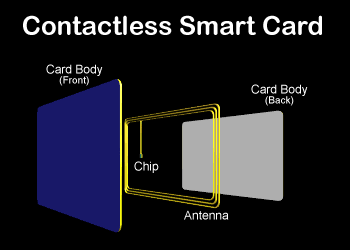 Contactless Smart Card
Card Body
(Front)
Card Body
(Back)
Chip
Antenna